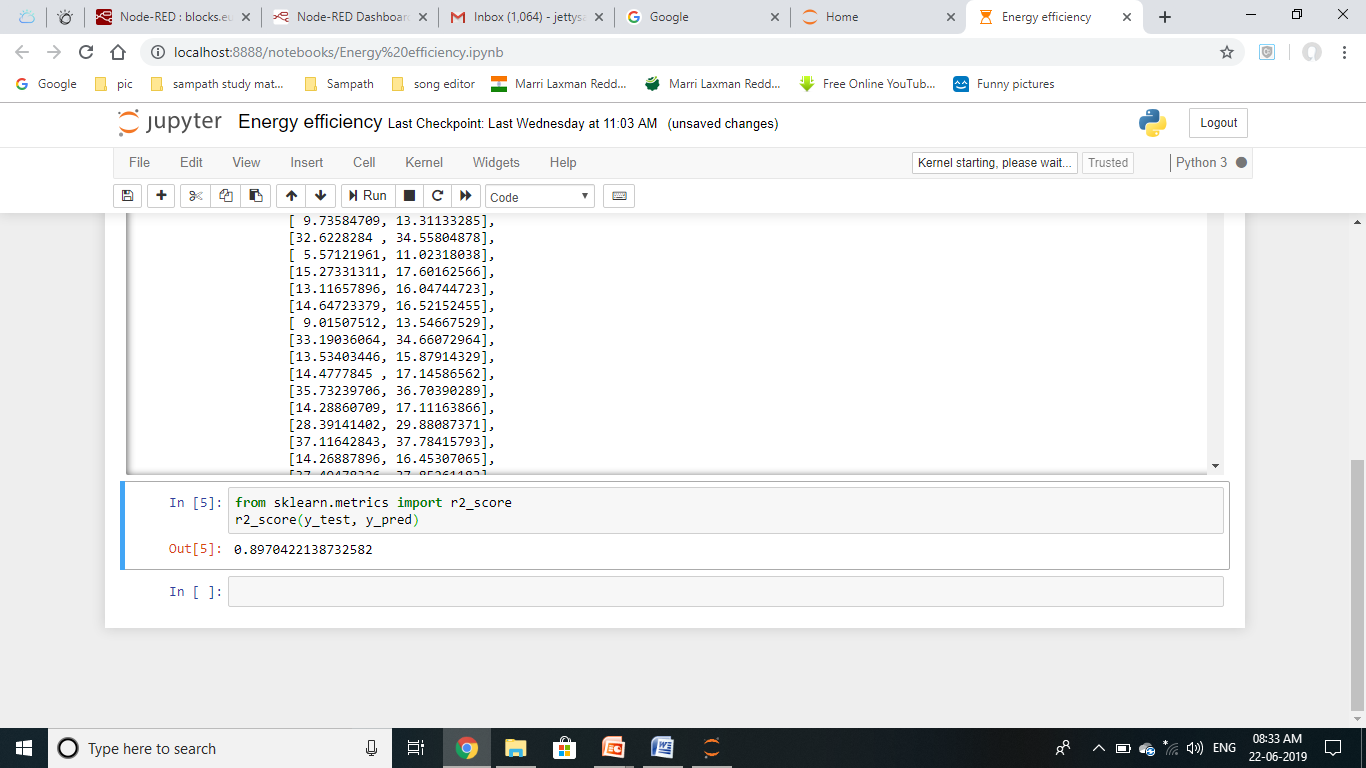 Node-RED : blocks.eu
Node-RED Dashboar
Inbox (1,064) - jettysa
Google
Home
Energy efficiency
localhost:8888/notebooks/Energy%20efficiency.ipynb
Google
pic
sampath study mat...
Sampath
song editor
Marri Laxman Redd...
Marri Laxman Redd...
Free Online YouTub...
Funny pictures
jupyter
Energy efficiency Last Checkpoint: Last Wednesday at 11:03 AM (unsaved changes)
Logout
File
Edit
View
Insert
Cell
Kernel
Widgets
Help
Kernel starting, please wait...
Trusted
Python 3
Run
Code
[ 9.73584709, 13.31133285],
[32.6228284 , 34.55804878],
[ 5.57121961, 11.02318038],
[15.27331311, 17.60162566],
[13.11657896, 16.04744723],
[14.64723379, 16.52152455],
[ 9.01507512, 13.54667529],
[33.19036064, 34.66072964],
[13.53403446, 15.87914329],
[14.4777845 , 17.14586562],
[35.73239706, 36.70390289],
[14.28860709, 17.11163866],
[28.39141402, 29.88087371],
[37.11642843, 37.78415793],
[14.26887896, 16.45307065],
In [5]:
from sklearn.metrics import r2_score
r2_score(y_test, y_pred)
Out[5]:
0.8970422138732582
In [ ]:
Type here to search
ENG
08:33 AM
22-06-2019